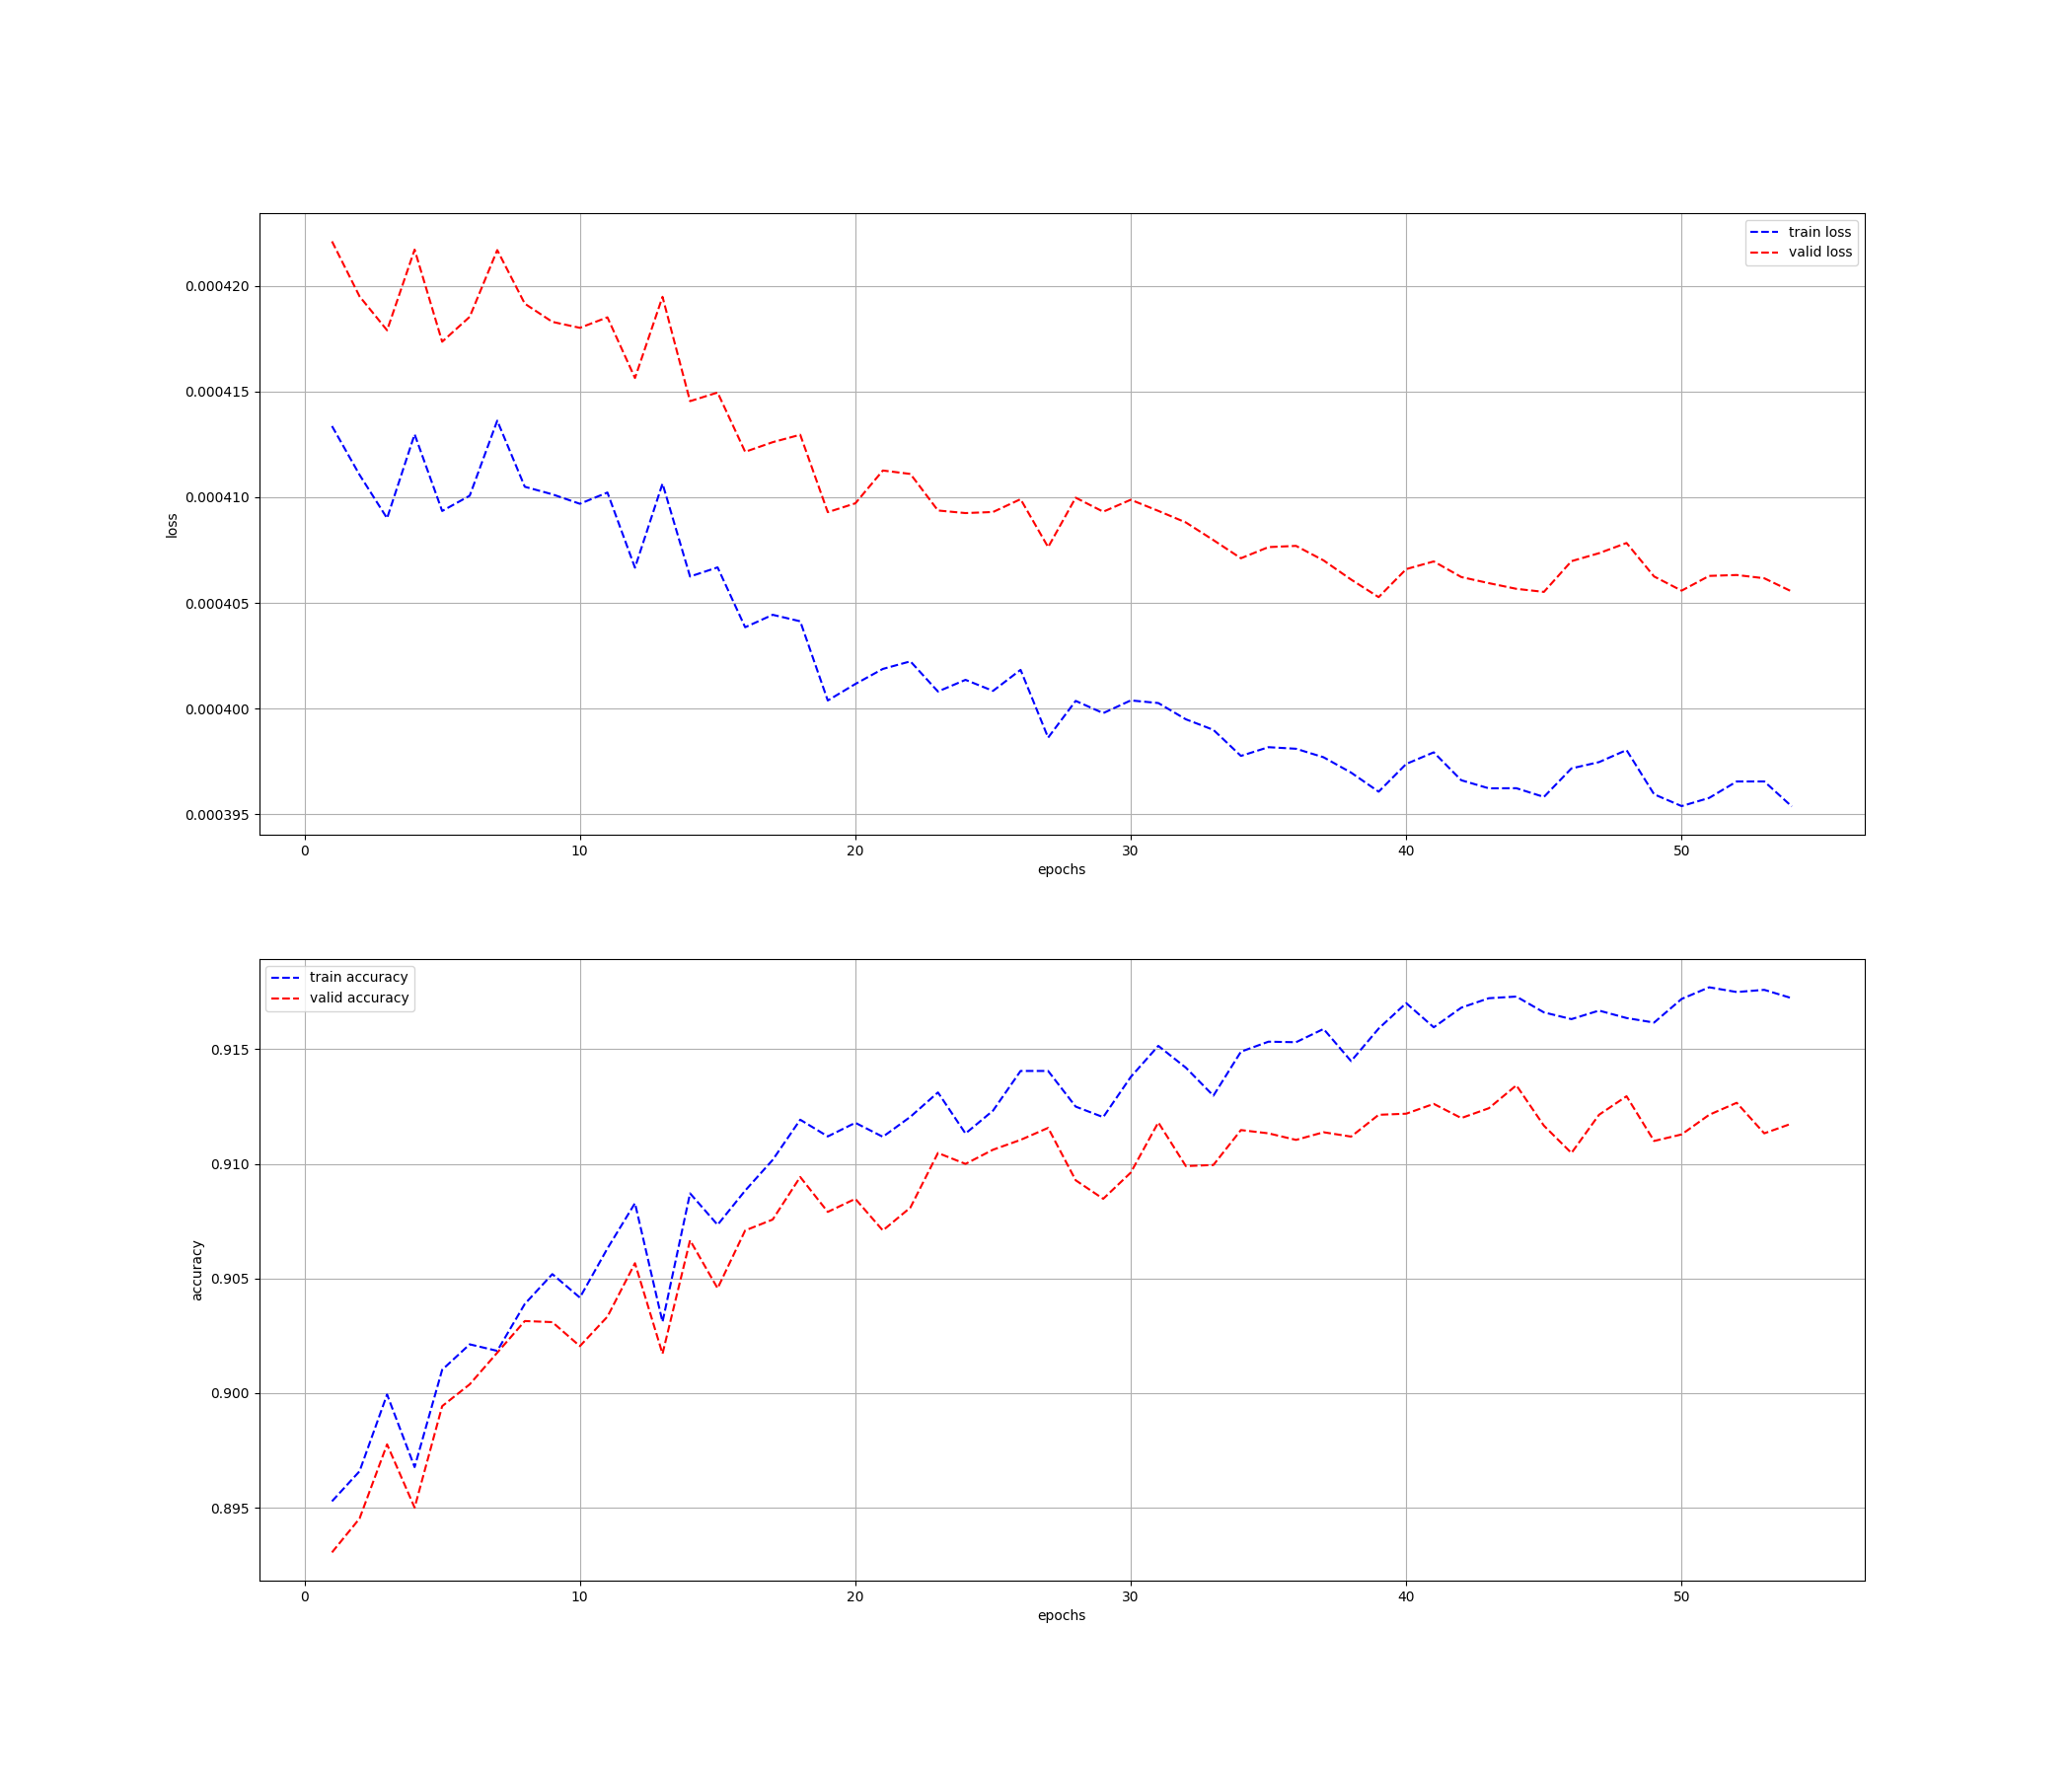 train loss
valid loss
0.000420
0.000415
0.000410
0.000405
0.000400
0.000395
loss
0 10 20 30 40 50
epochs
train accuracy
valid accuracy
0.915
0.910
0.905
0.900
0.895
accuracy
0 10 20 30 40 50
epochs